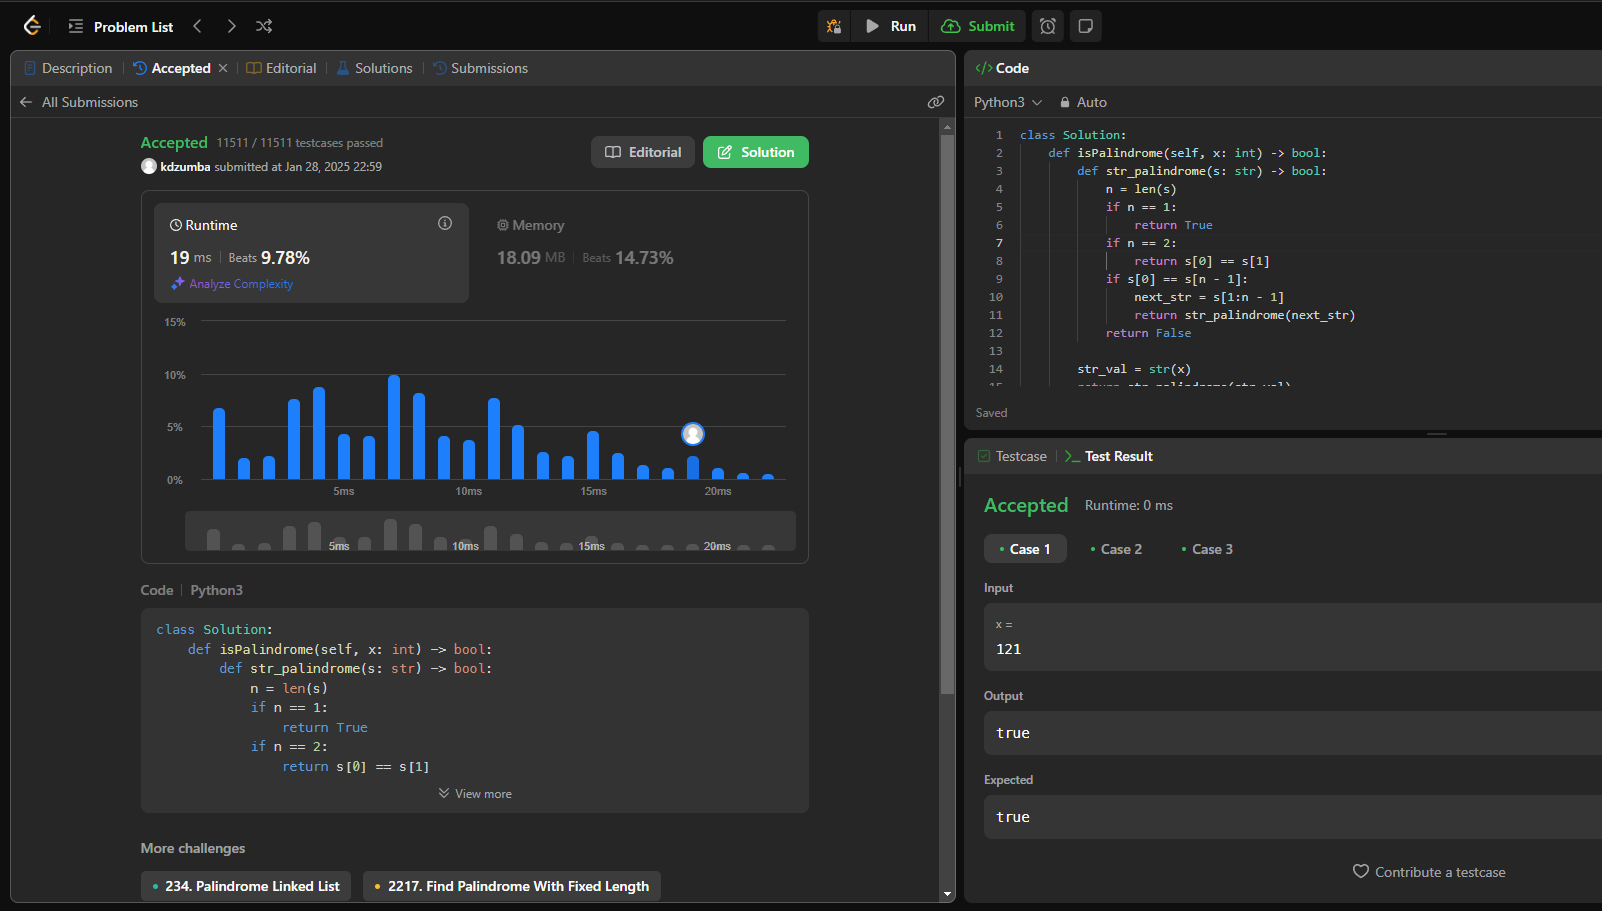 Problem List
Run
Submit
Description
Accepted
Editorial
Solutions
Submissions
All Submissions
Accepted 11511 / 11511 testcases passed
kdzumba submitted at Jan 28, 2025 22:59
Editorial
Solution
Runtime
19 ms | Beats 9.78%
Analyze Complexity
Memory
18.09 MB | Beats 14.73%
15%
10%
5%
0%
5ms 10ms 15ms 20ms
5ms 10ms 15ms 20ms
Code | Python3
class Solution:
    def isPalindrome(self, x: int) -> bool:
        def str_palindrome(s: str) -> bool:
            n = len(s)
            if n == 1:
                return True
            if n == 2:
                return s[0] == s[1]
View more
More challenges
234. Palindrome Linked List
2217. Find Palindrome With Fixed Length
</> Code
Python3
Auto
1 class Solution:
2     def isPalindrome(self, x: int) -> bool:
3         def str_palindrome(s: str) -> bool:
4             n = len(s)
5             if n == 1:
6                 return True
7             if n == 2:
8                 return s[0] == s[1]
9             if s[0] == s[n - 1]:
10                 next_str = s[1:n - 1]
11                 return str_palindrome(next_str)
12             return False
13
14         str_val = str(x)
15         return str_palindrome(str_val)
Saved
Testcase
>_ Test Result
Accepted Runtime: 0 ms
Case 1
Case 2
Case 3
Input
x =
121
Output
true
Expected
true
Contribute a testcase